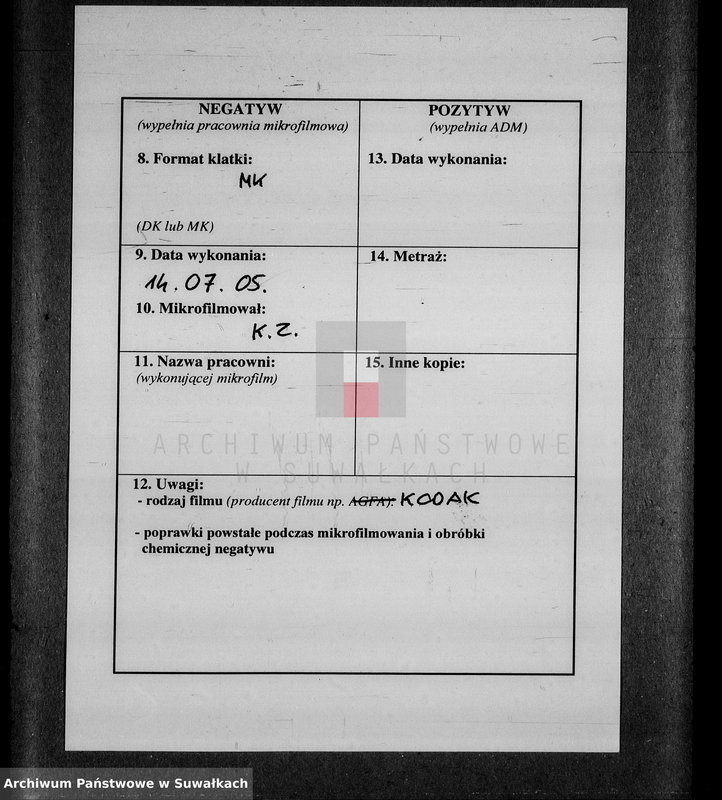 NEGATYW
(wypełnia pracownia mikrofilmowa)
8. Format klatki:
MK
(DK lub MK)
POZYTYW
(wypełnia ADM)
13. Data wykonania:
9. Data wykonania:
14. 07. 05.
10. Mikrofilmował:
K. Z.
14. Metraż:
11. Nazwa pracowni:
(wykonującej mikrofilm)
15. Inne kopie:
ARCHIWUM PAŃSTWOWE
W SUWAŁKACH
12. Uwagi:
- rodzaj filmu (producent filmu np. AGFA): KODAK
- poprawki powstałe podczas mikrofilmowania i obróbki
chemicznej negatywu
Archiwum Państwowe w Suwałkach